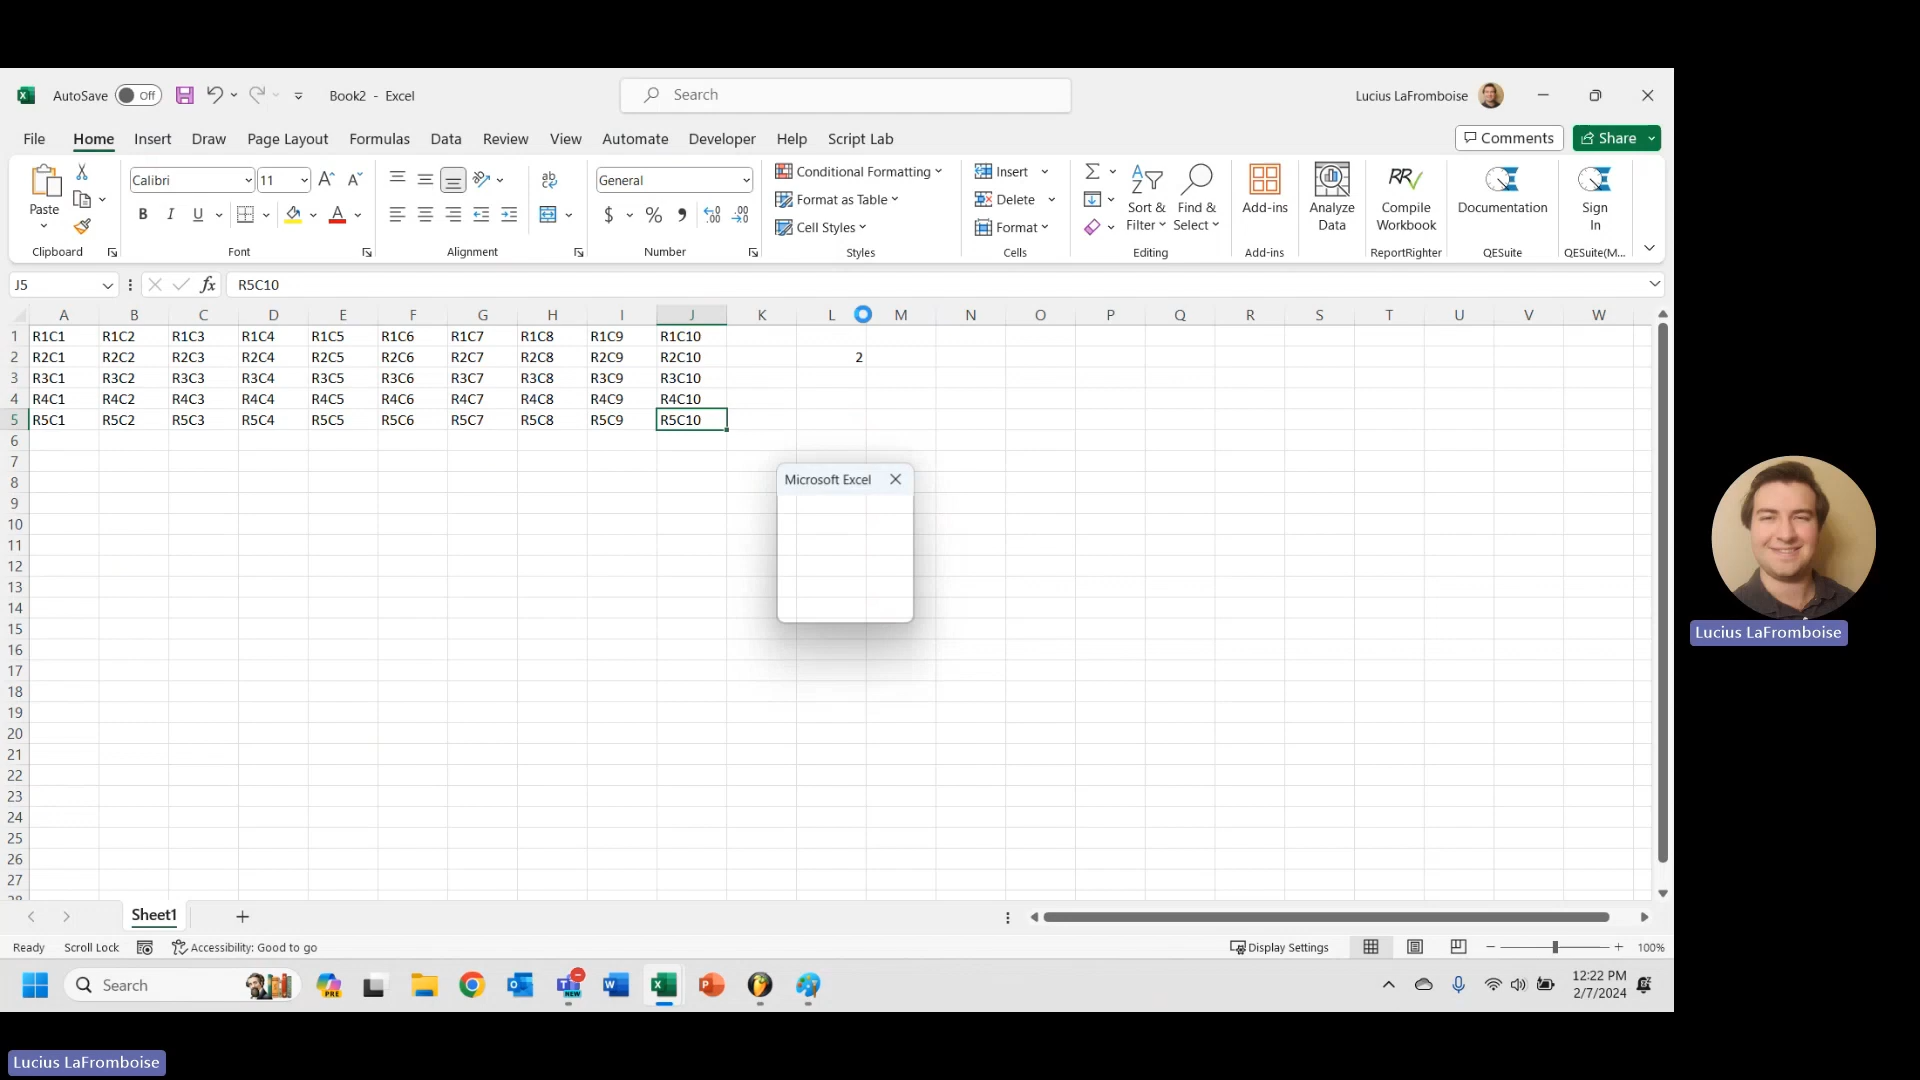 AutoSave Off Book2 - Excel Search Lucius LaFromboise
File Home Insert Draw Page Layout Formulas Data Review View Automate Developer Help Script Lab Comments Share
Paste
Clipboard
Calibri 11
B I U
Font
Alignment
General
$ % ,
Number
Conditional Formatting
Format as Table
Cell Styles
Styles
Insert
Delete
Format
Cells
Sort &
Filter
Find &
Select
Editing
Add-ins
Add-ins
Analyze
Data
Compile
Workbook
ReportRighter
Documentation
QESuite
Sign
In
QESuite(M...
J5 fx R5C10
A B C D E F G H I J K L M N O P Q R S T U V W
1 R1C1 R1C2 R1C3 R1C4 R1C5 R1C6 R1C7 R1C8 R1C9 R1C10
2 R2C1 R2C2 R2C3 R2C4 R2C5 R2C6 R2C7 R2C8 R2C9 R2C10 2
3 R3C1 R3C2 R3C3 R3C4 R3C5 R3C6 R3C7 R3C8 R3C9 R3C10
4 R4C1 R4C2 R4C3 R4C4 R4C5 R4C6 R4C7 R4C8 R4C9 R4C10
5 R5C1 R5C2 R5C3 R5C4 R5C5 R5C6 R5C7 R5C8 R5C9 R5C10
6
7
8
9
10
11
12
13
14
15
16
17
18
19
20
21
22
23
24
25
26
27
28
Microsoft Excel
Sheet1
Ready Scroll Lock Accessibility: Good to go Display Settings 100%
Search
PRE
NEW
12:22 PM
2/7/2024
Lucius LaFromboise
Lucius LaFromboise